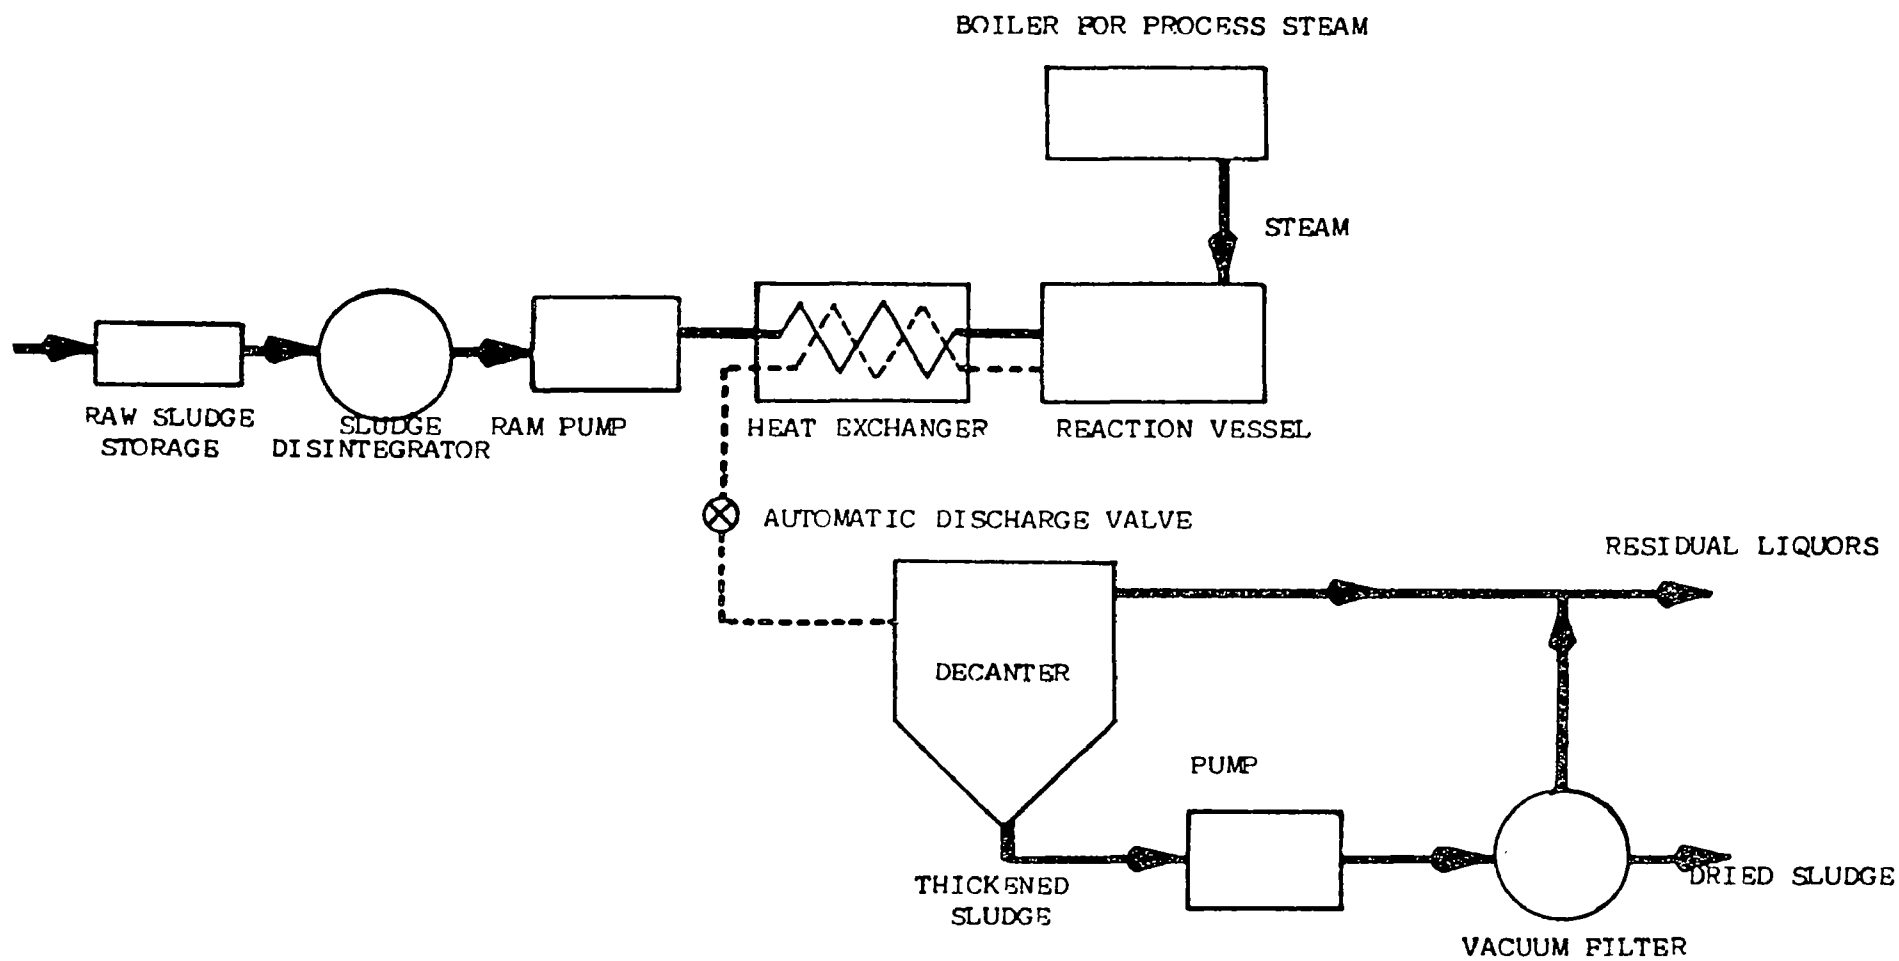 BOILER FOR PROCESS STEAM
STEAM
RAW SLUDGE
STORAGE
SLUDGE
DISINTEGRATOR
RAM PUMP
HEAT EXCHANGER
REACTION VESSEL
AUTOMATIC DISCHARGE VALVE
RESIDUAL LIQUORS
DECANTER
PUMP
THICKENED
SLUDGE
DRIED SLUDGE
VACUUM FILTER